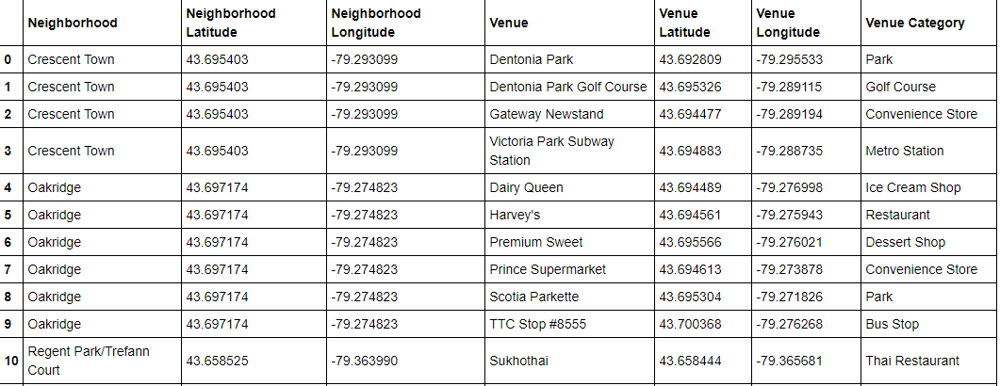 Neighborhood Neighborhood Latitude Neighborhood Longitude Venue Venue Latitude Venue Longitude Venue Category
0 Crescent Town 43.695403 -79.293099 Dentonia Park 43.692809 -79.295533 Park
1 Crescent Town 43.695403 -79.293099 Dentonia Park Golf Course 43.695326 -79.289115 Golf Course
2 Crescent Town 43.695403 -79.293099 Gateway Newstand 43.694477 -79.289194 Convenience Store
3 Crescent Town 43.695403 -79.293099 Victoria Park Subway Station 43.694883 -79.288735 Metro Station
4 Oakridge 43.697174 -79.274823 Dairy Queen 43.694489 -79.276998 Ice Cream Shop
5 Oakridge 43.697174 -79.274823 Harvey's 43.694561 -79.275943 Restaurant
6 Oakridge 43.697174 -79.274823 Premium Sweet 43.695566 -79.276021 Dessert Shop
7 Oakridge 43.697174 -79.274823 Prince Supermarket 43.694613 -79.273878 Convenience Store
8 Oakridge 43.697174 -79.274823 Scotia Parkette 43.695304 -79.271826 Park
9 Oakridge 43.697174 -79.274823 TTC Stop #8555 43.700368 -79.276268 Bus Stop
10 Regent Park/Trefann Court 43.658525 -79.363990 Sukhothai 43.658444 -79.365681 Thai Restaurant